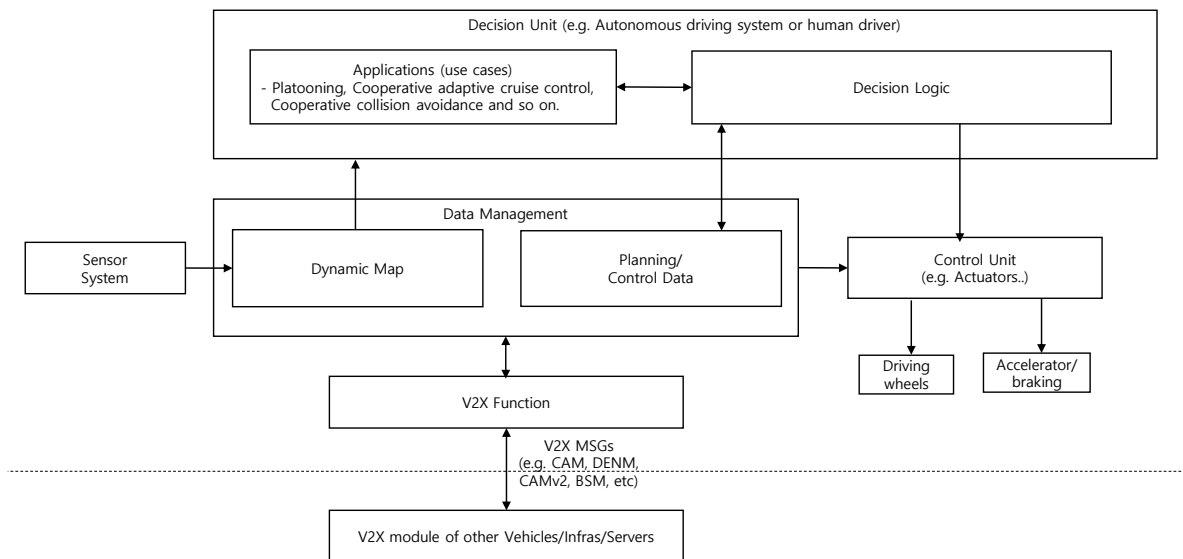 Decision Unit (e.g. Autonomous driving system or human driver)
Applications (use cases)
- Platooning, Cooperative adaptive cruise control,
Cooperative collision avoidance and so on.
Decision Logic
Data Management
Sensor
System
Dynamic Map
Planning/
Control Data
Control Unit
(e.g. Actuators..)
Driving
wheels
Accelerator/
braking
V2X Function
V2X MSGs
(e.g. CAM, DENM,
CAMv2, BSM, etc)
V2X module of other Vehicles/Infras/Servers